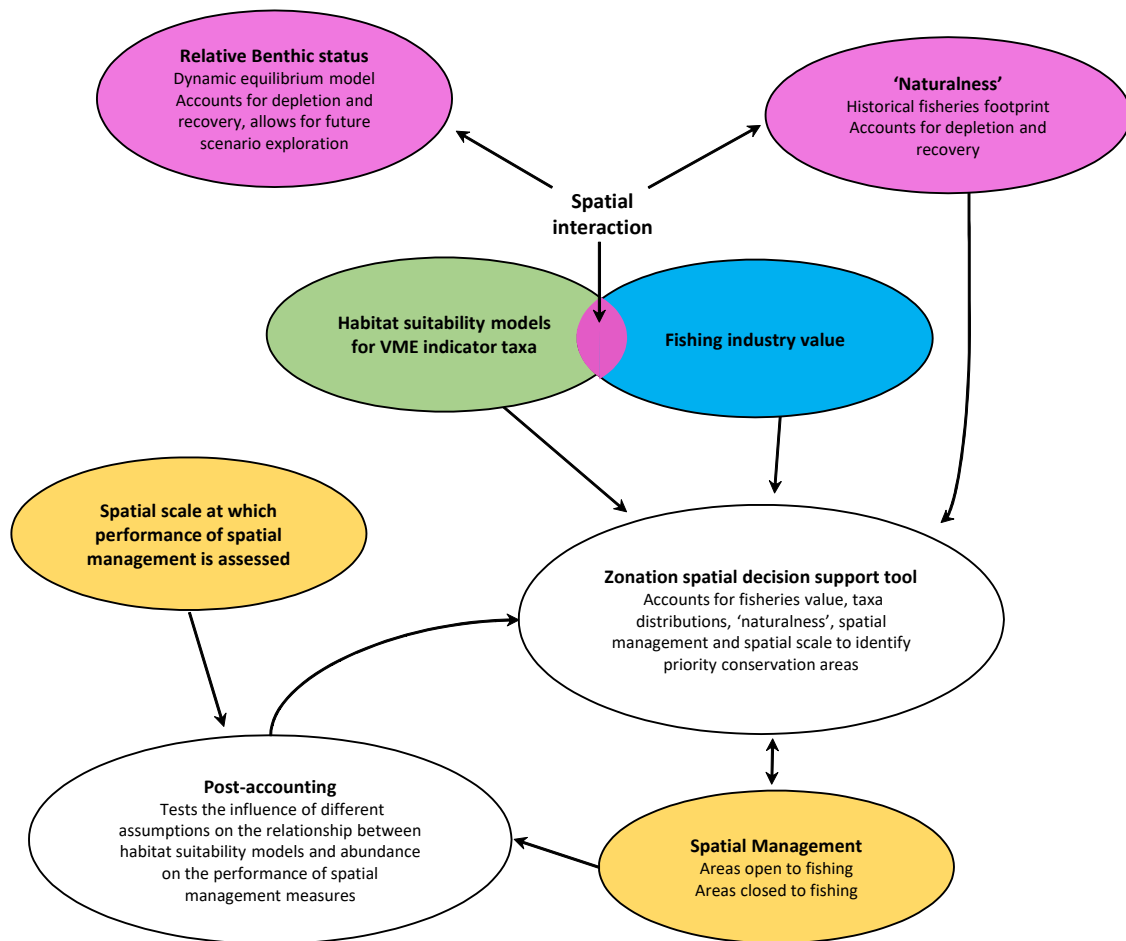 Relative Benthic status
Dynamic equilibrium model
Accounts for depletion and
recovery, allows for future
scenario exploration
‘Naturalness’
Historical fisheries footprint
Accounts for depletion and
recovery
Spatial
interaction
Habitat suitability models
for VME indicator taxa
Fishing industry value
Spatial scale at which
performance of spatial
management is assessed
Zonation spatial decision support tool
Accounts for fisheries value, taxa
distributions, ‘naturalness’, spatial
management and spatial scale to identify
priority conservation areas
Post-accounting
Tests the influence of different
assumptions on the relationship between
habitat suitability models and abundance
on the performance of spatial
management measures
Spatial Management
Areas open to fishing
Areas closed to fishing